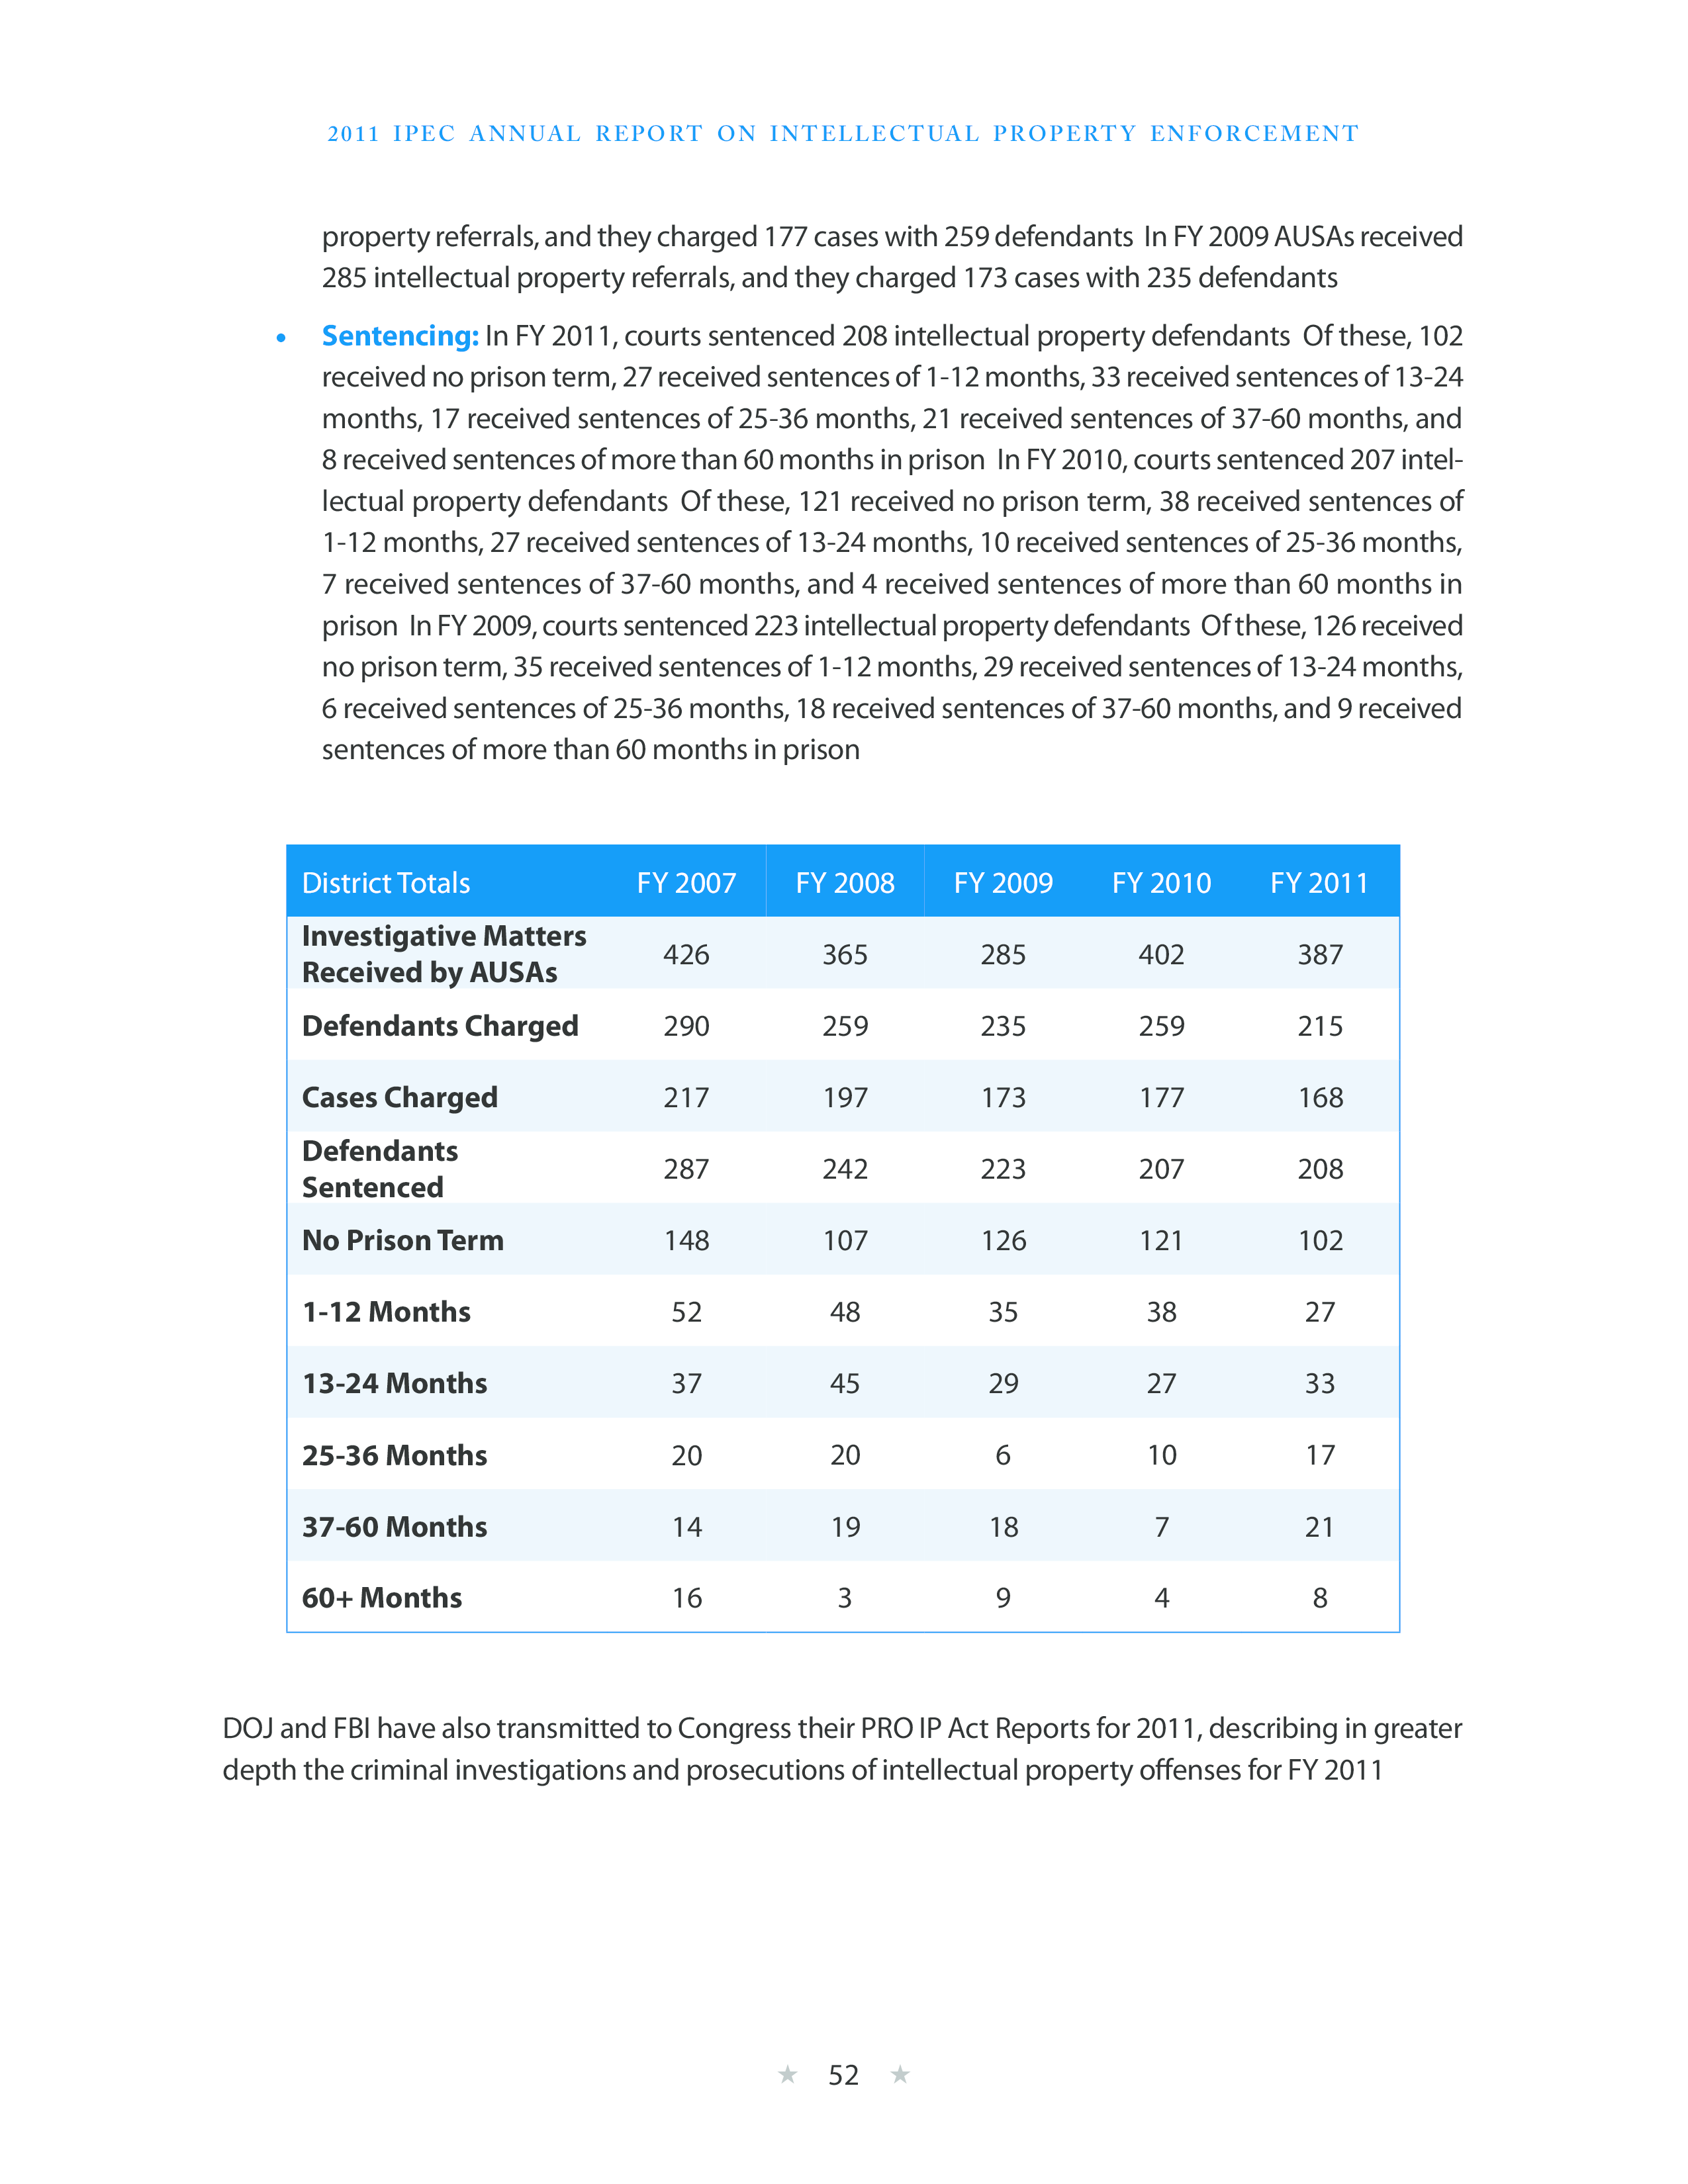 2011 IPEC ANNUAL REPORT ON INTELLECTUAL PROPERTY ENFORCEMENT
property referrals, and they charged 177 cases with 259 defendants In FY 2009 AUSAs received
285 intellectual property referrals, and they charged 173 cases with 235 defendants
• Sentencing: In FY 2011, courts sentenced 208 intellectual property defendants Of these, 102
received no prison term, 27 received sentences of 1-12 months, 33 received sentences of 13-24
months, 17 received sentences of 25-36 months, 21 received sentences of 37-60 months, and
8 received sentences of more than 60 months in prison In FY 2010, courts sentenced 207 intel-
lectual property defendants Of these, 121 received no prison term, 38 received sentences of
1-12 months, 27 received sentences of 13-24 months, 10 received sentences of 25-36 months,
7 received sentences of 37-60 months, and 4 received sentences of more than 60 months in
prison In FY 2009, courts sentenced 223 intellectual property defendants Of these, 126 received
no prison term, 35 received sentences of 1-12 months, 29 received sentences of 13-24 months,
6 received sentences of 25-36 months, 18 received sentences of 37-60 months, and 9 received
sentences of more than 60 months in prison
District Totals FY 2007 FY 2008 FY 2009 FY 2010 FY 2011
Investigative Matters
Received by AUSAs 426 365 285 402 387
Defendants Charged 290 259 235 259 215
Cases Charged 217 197 173 177 168
Defendants
Sentenced 287 242 223 207 208
No Prison Term 148 107 126 121 102
1-12 Months 52 48 35 38 27
13-24 Months 37 45 29 27 33
25-36 Months 20 20 6 10 17
37-60 Months 14 19 18 7 21
60+ Months 16 3 9 4 8
DOJ and FBI have also transmitted to Congress their PRO IP Act Reports for 2011, describing in greater
depth the criminal investigations and prosecutions of intellectual property offenses for FY 2011
★ 52 ★